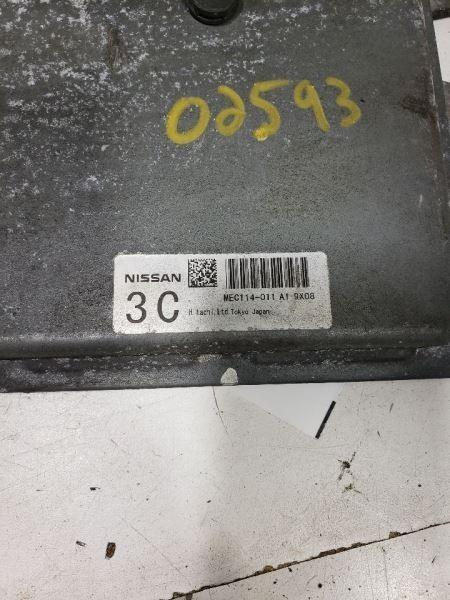 02593
NISSAN
MEC114-011 A1 9X08
3C
Hitachi,Ltd.Tokyo Japan